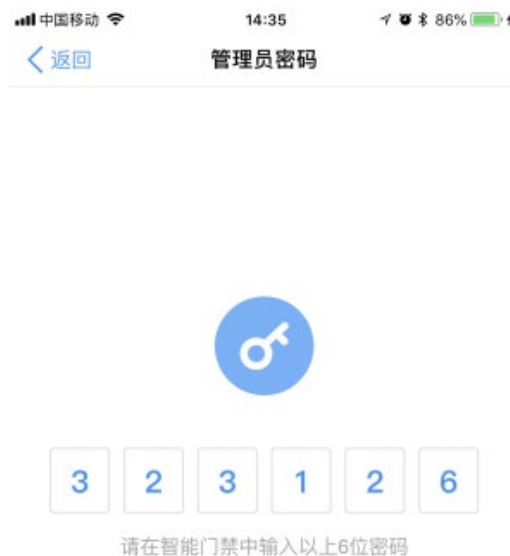 中国移动 14:35 86%
返回 管理员密码
3 2 3 1 2 6
请在智能门禁中输入以上6位密码